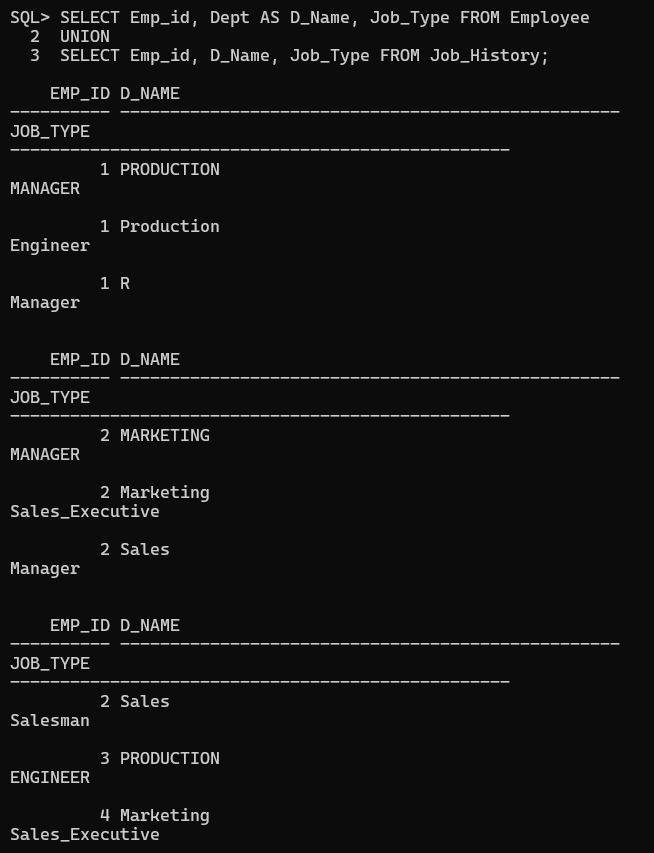 SQL> SELECT Emp_id, Dept AS D_Name, Job_Type FROM Employee
  2  UNION
  3  SELECT Emp_id, D_Name, Job_Type FROM Job_History;

    EMP_ID D_NAME
---------- --------------------------------------------------
JOB_TYPE
--------------------------------------------------
         1 PRODUCTION
MANAGER

         1 Production
Engineer

         1 R
Manager


    EMP_ID D_NAME
---------- --------------------------------------------------
JOB_TYPE
--------------------------------------------------
         2 MARKETING
MANAGER

         2 Marketing
Sales_Executive

         2 Sales
Manager


    EMP_ID D_NAME
---------- --------------------------------------------------
JOB_TYPE
--------------------------------------------------
         2 Sales
Salesman

         3 PRODUCTION
ENGINEER

         4 Marketing
Sales_Executive